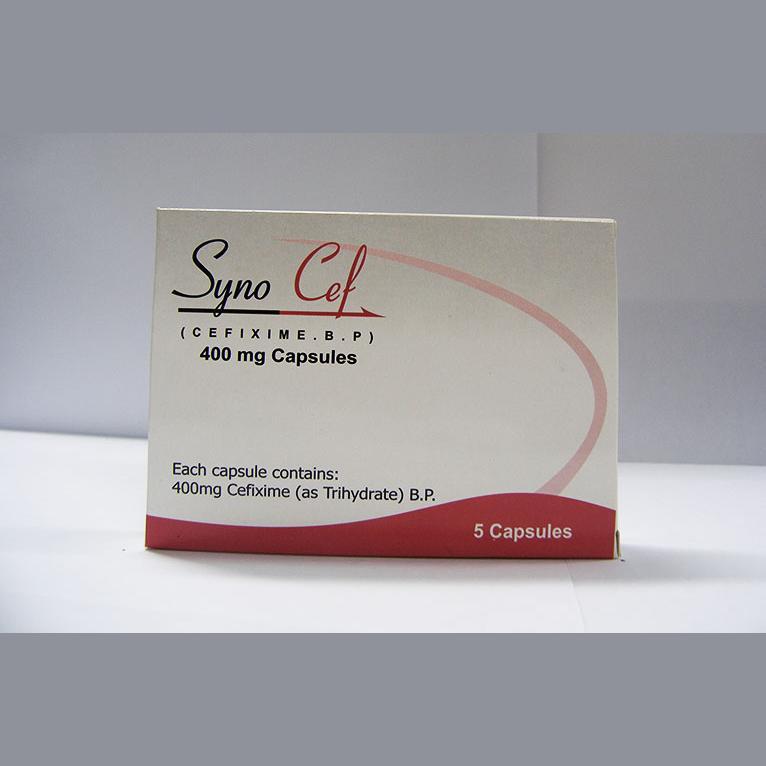 Syno Cef
(CEFIXIME.B.P)
400 mg Capsules
Each capsule contains:
400mg Cefixime (as Trihydrate) B.P.
5 Capsules